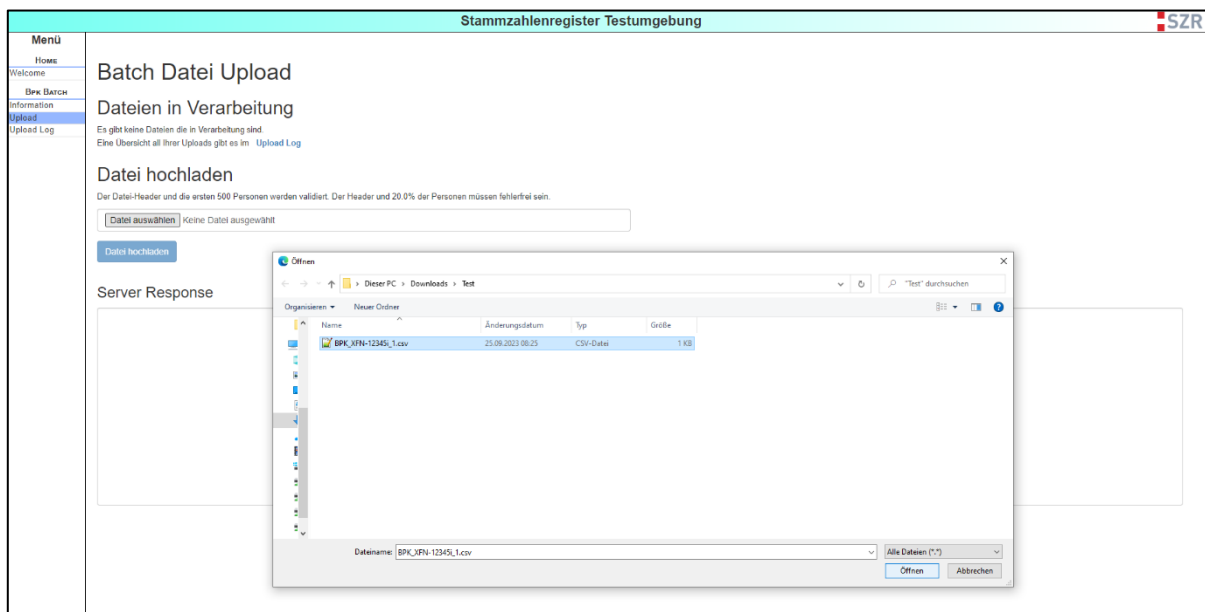 Stammzahlenregister Testumgebung
SZR
Menü
Home
Welcome
Bpk Batch
Information
Upload
Upload Log
Batch Datei Upload
Dateien in Verarbeitung
Es gibt keine Dateien die in Verarbeitung sind.
Eine Übersicht all Ihrer Uploads gibt es im Upload Log
Datei hochladen
Der Datei-Header und die ersten 500 Personen werden validiert. Der Header und 20.0% der Personen müssen fehlerfrei sein.
Datei auswählen Keine Datei ausgewählt
Datei hochladen
Server Response
Öffnen
Dieser PC > Downloads > Test
"Test" durchsuchen
Organisieren Neuer Ordner
Name Änderungsdatum Typ Größe
BPK_XFN-12345i_1.csv 25.09.2023 08:25 CSV-Datei 1 KB
Dateiname: BPK_XFN-12345i_1.csv Alle Dateien (*.*)
Öffnen Abbrechen